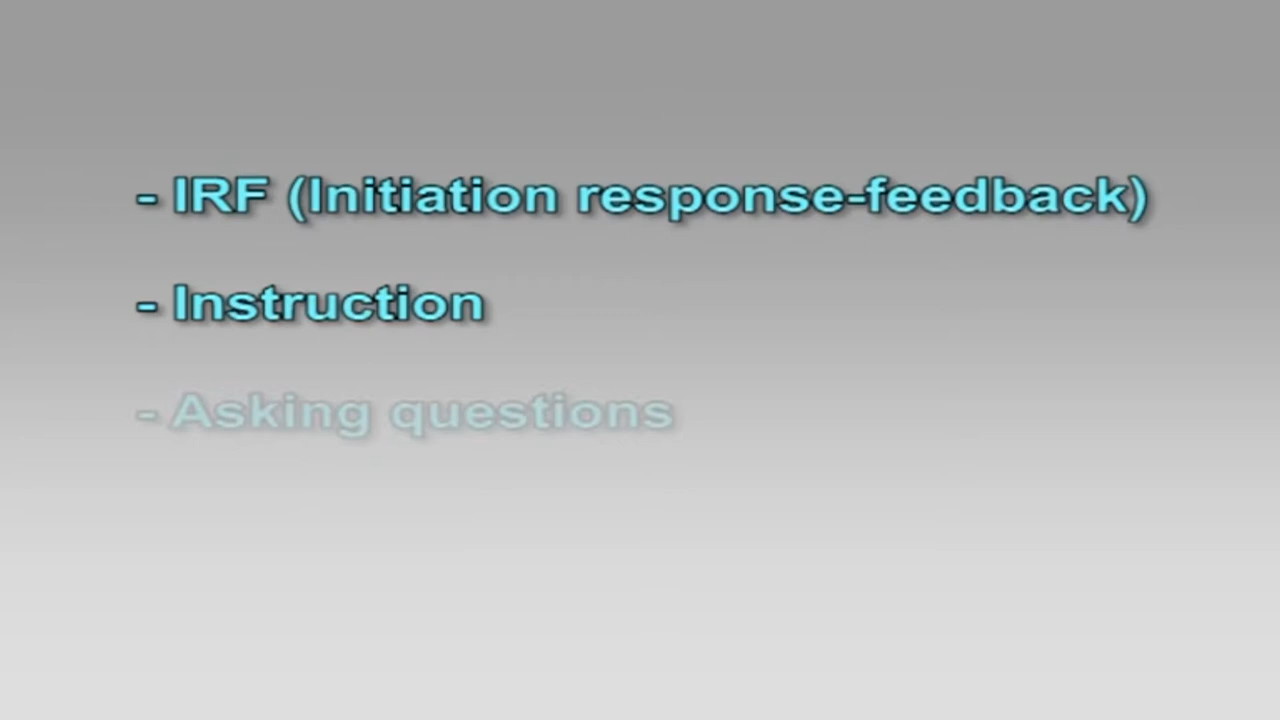 - IRF (Initiation response-feedback)
- Instruction
- Asking questions